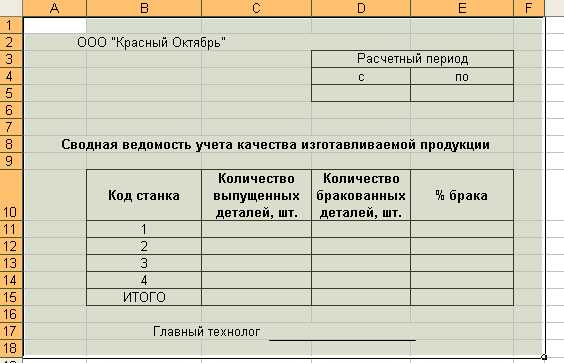 A B C D E F
1
2 ООО "Красный Октябрь"
3 Расчетный период
4 с по
5
6
7
8 Сводная ведомость учета качества изготавливаемой продукции
9
10 Код станка Количество выпущенных деталей, шт. Количество бракованных деталей, шт. % брака
11 1
12 2
13 3
14 4
15 ИТОГО
16
17 Главный технолог
18